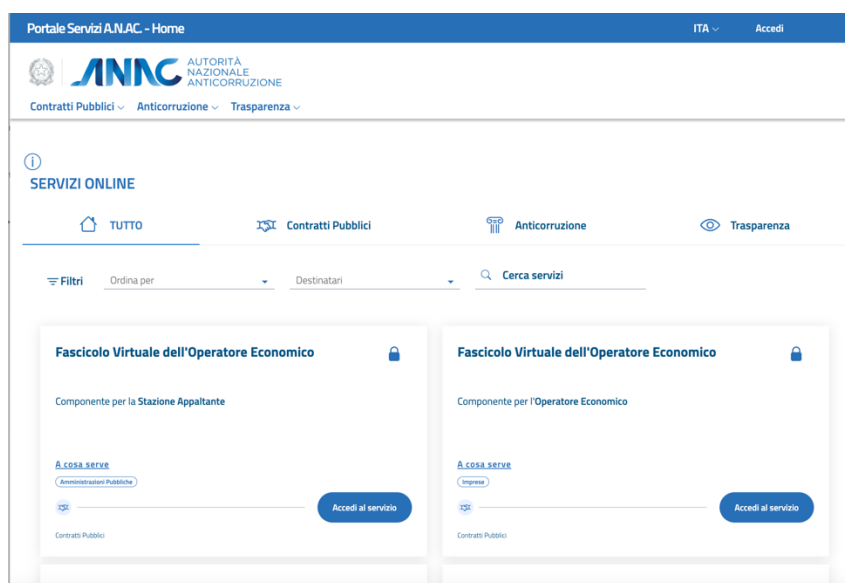 Portale Servizi A.N.AC. - Home
ITA
Accedi
ANAC
AUTORITÀ
NAZIONALE
ANTICORRUZIONE
Contratti Pubblici
Anticorruzione
Trasparenza
SERVIZI ONLINE
TUTTO
Contratti Pubblici
Anticorruzione
Trasparenza
Filtri
Ordina per
Destinatari
Cerca servizi
Fascicolo Virtuale dell'Operatore Economico
Componente per la Stazione Appaltante
A cosa serve
Amministrazioni Pubbliche
Accedi al servizio
Contratti Pubblici
Fascicolo Virtuale dell'Operatore Economico
Componente per l'Operatore Economico
A cosa serve
Imprese
Accedi al servizio
Contratti Pubblici